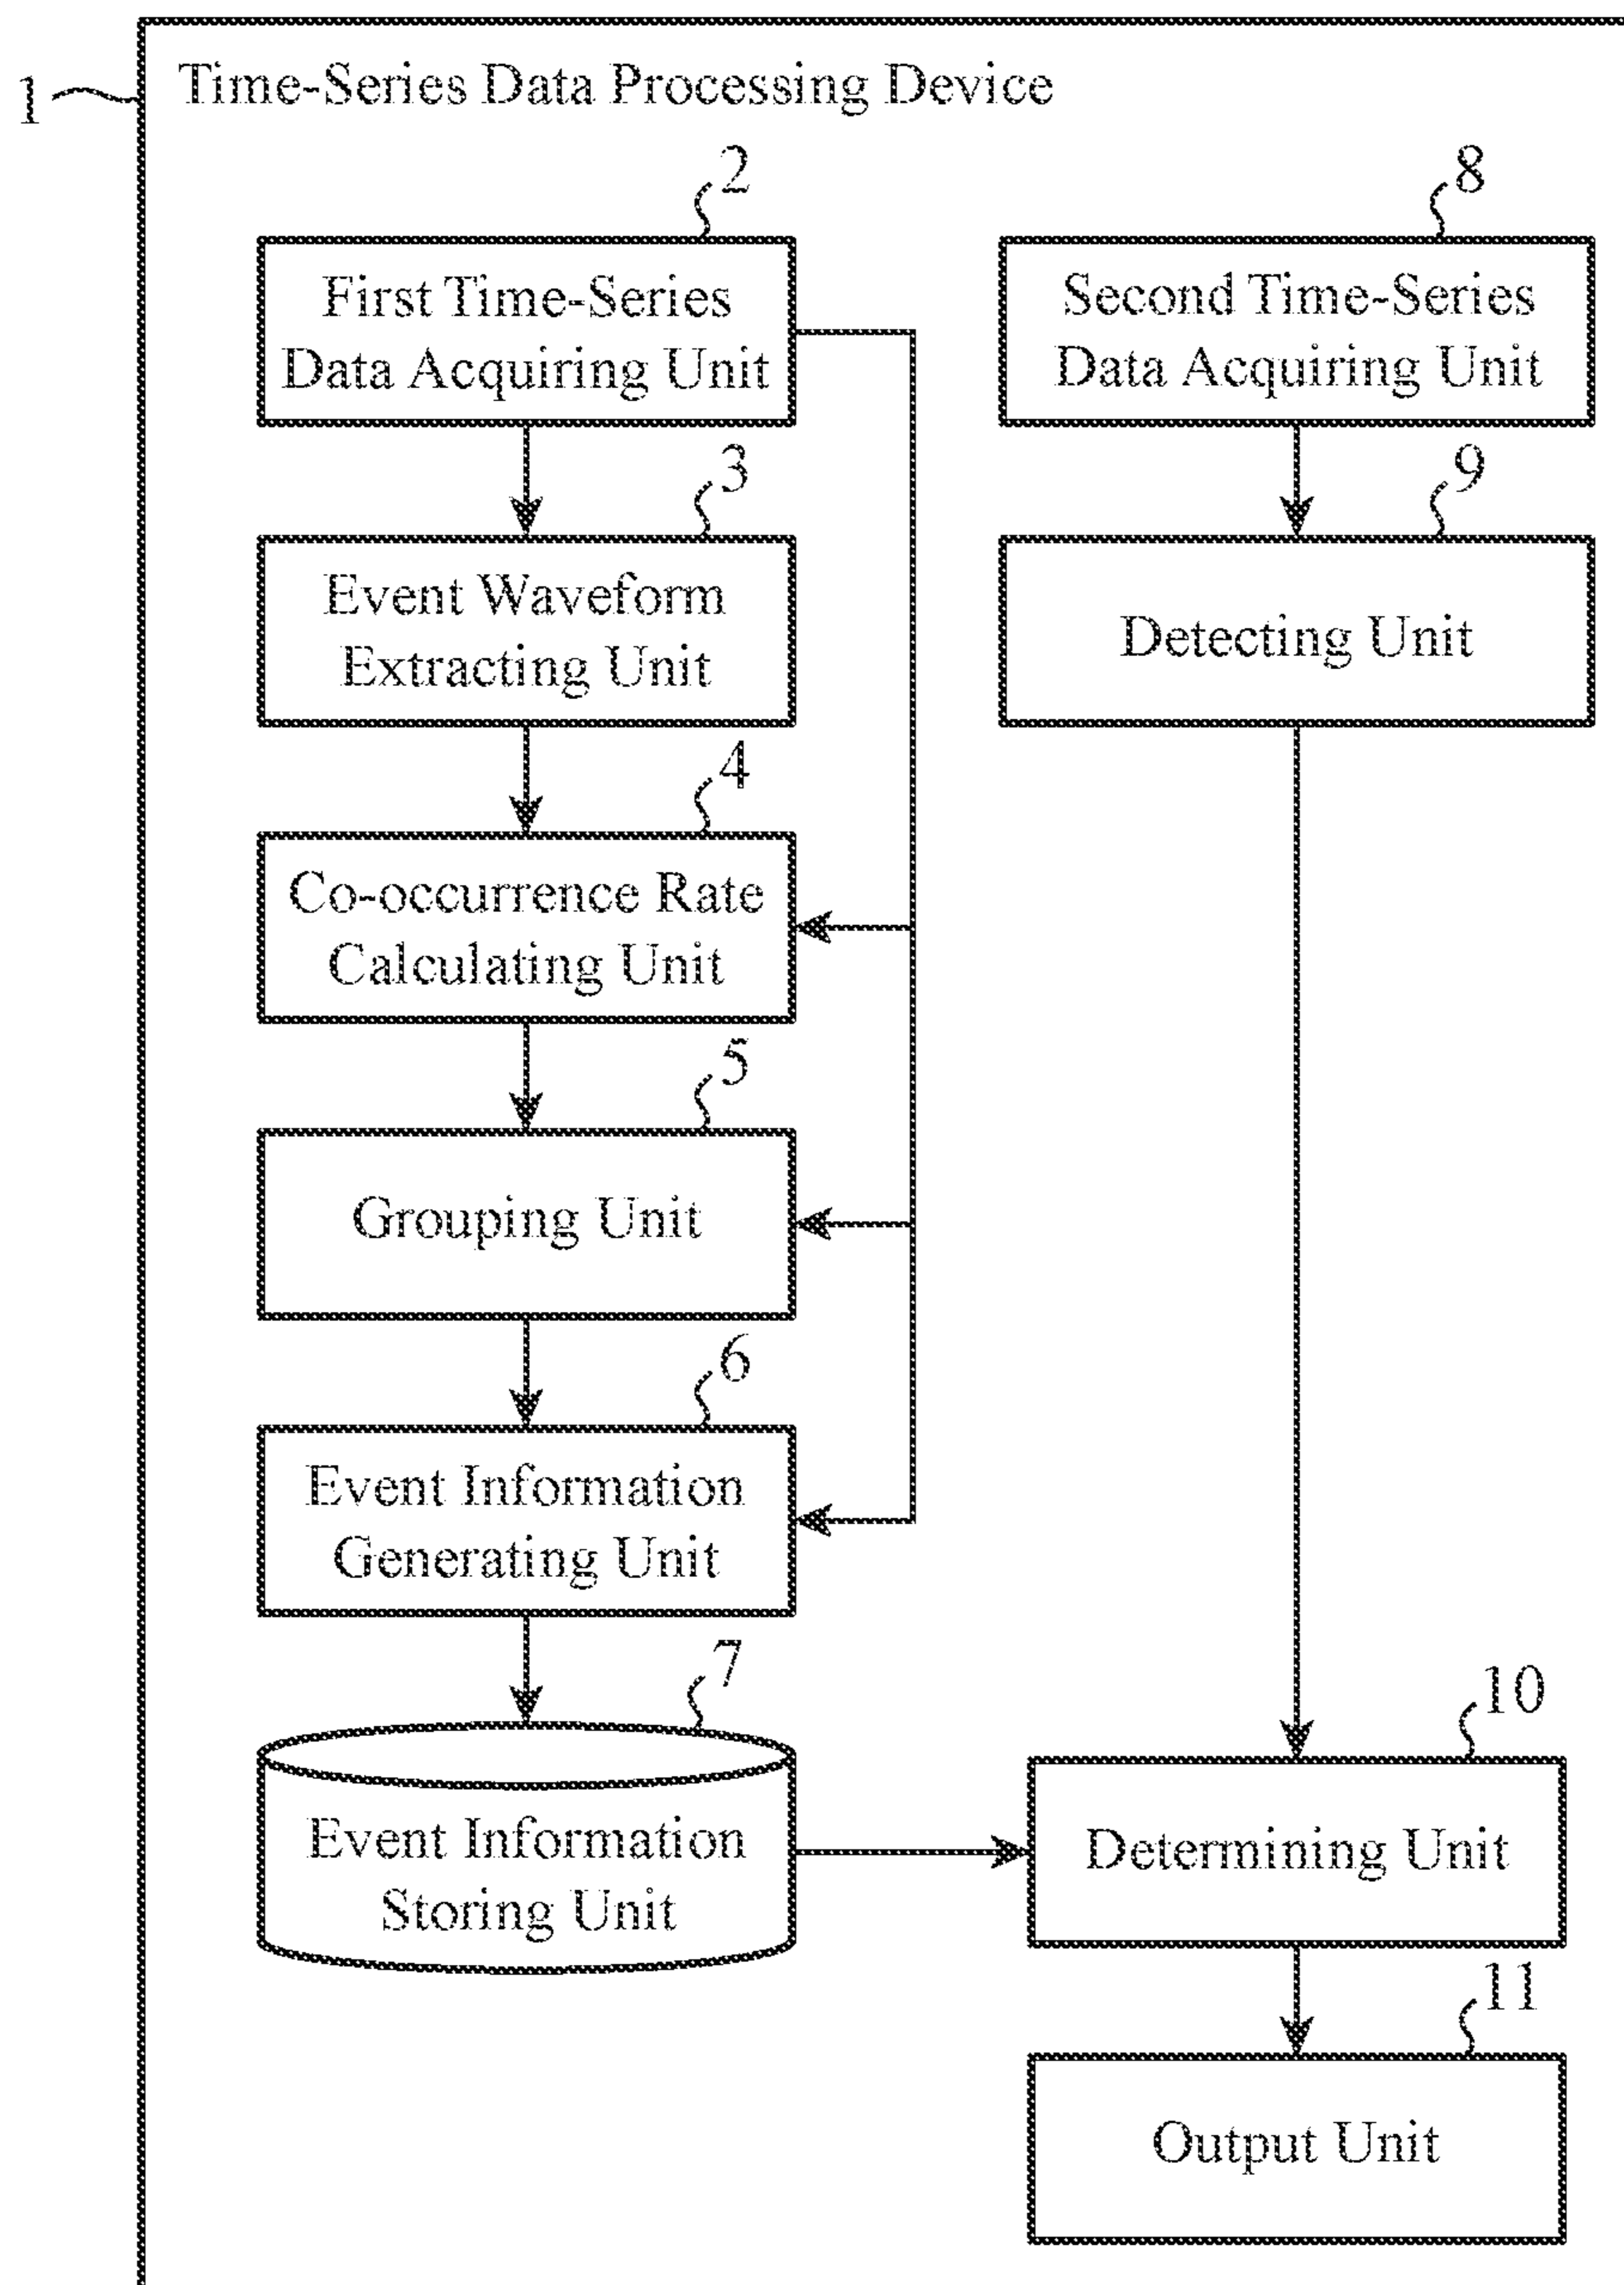 1
Time-Series Data Processing Device
2
First Time-Series
Data Acquiring Unit
3
Event Waveform
Extracting Unit
4
Co-occurrence Rate
Calculating Unit
5
Grouping Unit
6
Event Information
Generating Unit
7
Event Information
Storing Unit
8
Second Time-Series
Data Acquiring Unit
9
Detecting Unit
10
Determining Unit
11
Output Unit